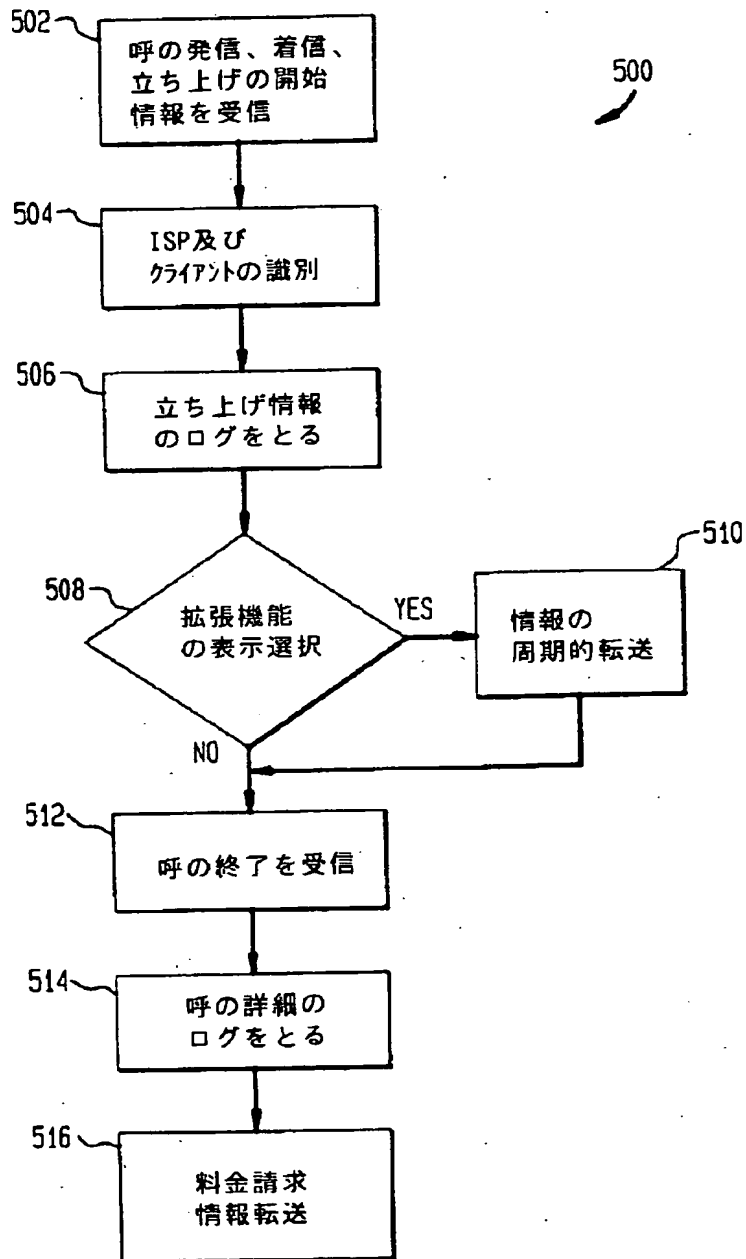 502
呼の発信、着信、
立ち上げの開始
情報を受信
500
504
ISP及び
クライアントの識別
506
立ち上げ情報
のログをとる
508
拡張機能
の表示選択
YES
510
情報の
周期的転送
NO
512
呼の終了を受信
514
呼の詳細の
ログをとる
516
料金請求
情報転送